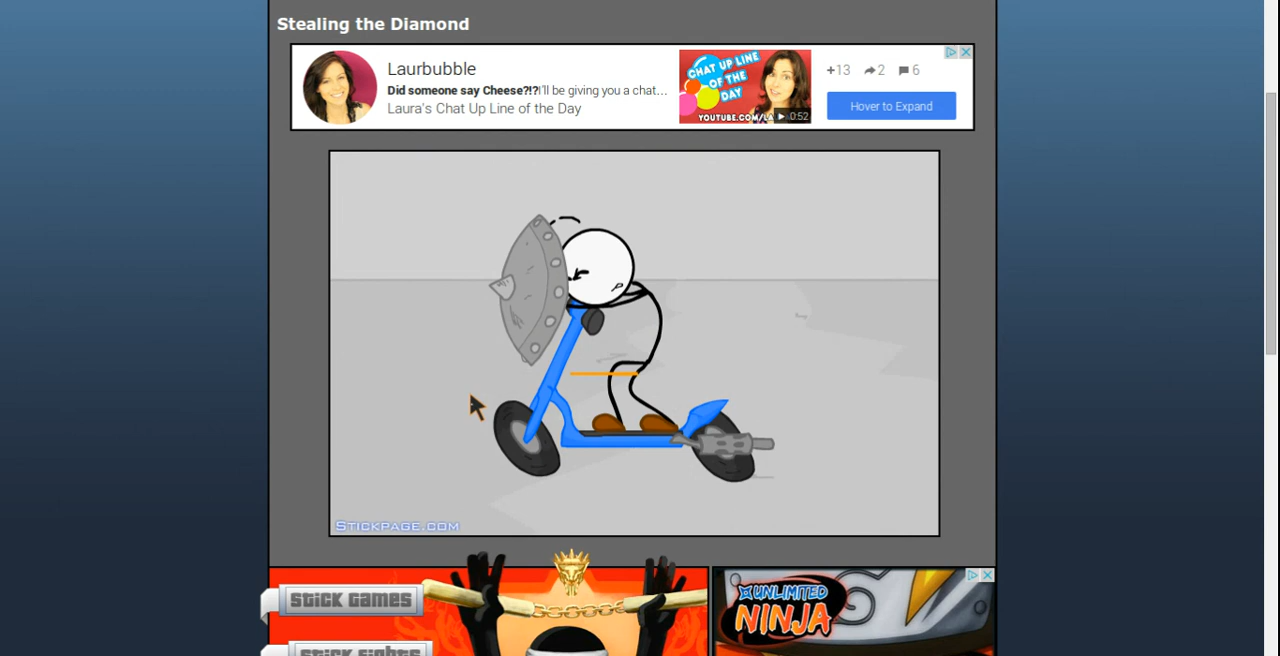 Stealing the Diamond
Laurbubble
Did someone say Cheese?!?I'll be giving you a chat...
Laura's Chat Up Line of the Day
CHAT UP LINE
OF THE
DAY
YOUTUBE.COM/LA
0:52
+13 2 6
Hover to Expand
STICKPAGE.COM
STICK GAMES
UNLIMITED
NINJA
STICK FIGHTS